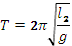 T = 2π√(l₂/g)